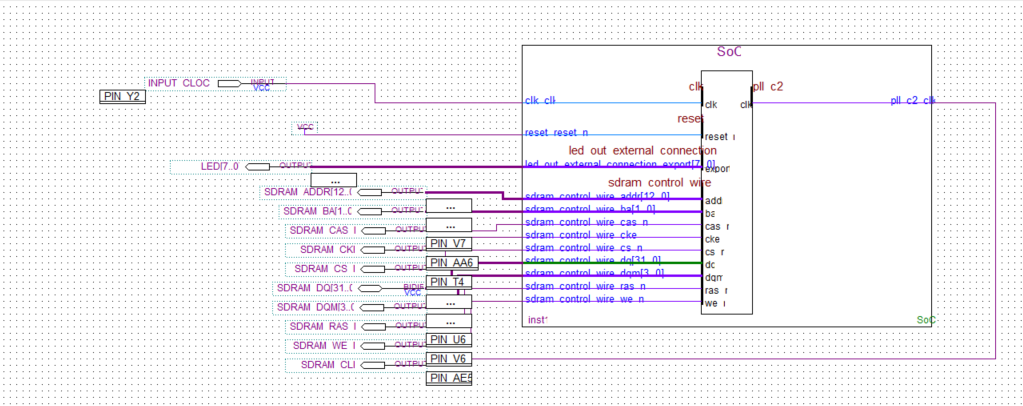 SoC
INPUT CLOC INPUT
VCC
PIN Y2
clk pll c2
clk clk clk clk pll c2 clk
VCC reset
reset reset n reset
led out external connection
LED[7..0 OUTPUT led out external connection export[7..0] expor
...
sdram control wire
SDRAM ADDR[12..( OUTPUT sdram control wire addr[12..0] add
...
SDRAM BA[1..( OUTPUT sdram control wire ba[1..0] ba
...
SDRAM CAS OUTPUT sdram control wire cas n cas
PIN V7
SDRAM CKI OUTPUT sdram control wire cke cke
PIN AA6
SDRAM CS OUTPUT sdram control wire cs n cs
PIN T4
SDRAM DQ[31..( BIDIR sdram control wire dq[31..0]
VCC
...
SDRAM DQM[3..( OUTPUT sdram control wire dqm[3..0] dqm
...
SDRAM RAS OUTPUT sdram control wire ras n ras
PIN U6
SDRAM WE OUTPUT sdram control wire we n we
PIN V6
SDRAM CLI OUTPUT
PIN AE5
inst* SoC